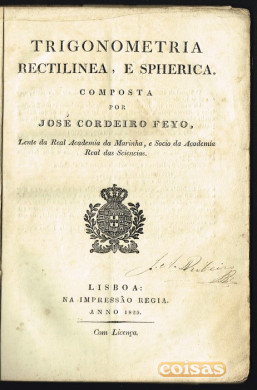 TRIGONOMETRIA
RECTILINEA, E SPHERICA.
COMPOSTA
POR
JOSÉ CORDEIRO FEYO,
Lente da Real Academia da Marinha, e Socio da Academia
Real das Sciencias.
LISBOA:
NA IMPRESSÃO REGIA.
ANNO 1825.
Com Licença.
coisas